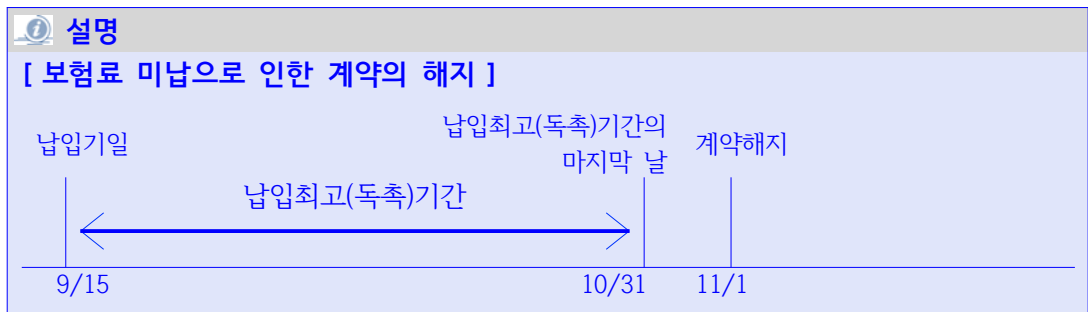 설명
[ 보험료 미납으로 인한 계약의 해지 ]
납입기일
납입최고(독촉)기간의
마지막 날
계약해지
납입최고(독촉)기간
9/15
10/31
11/1